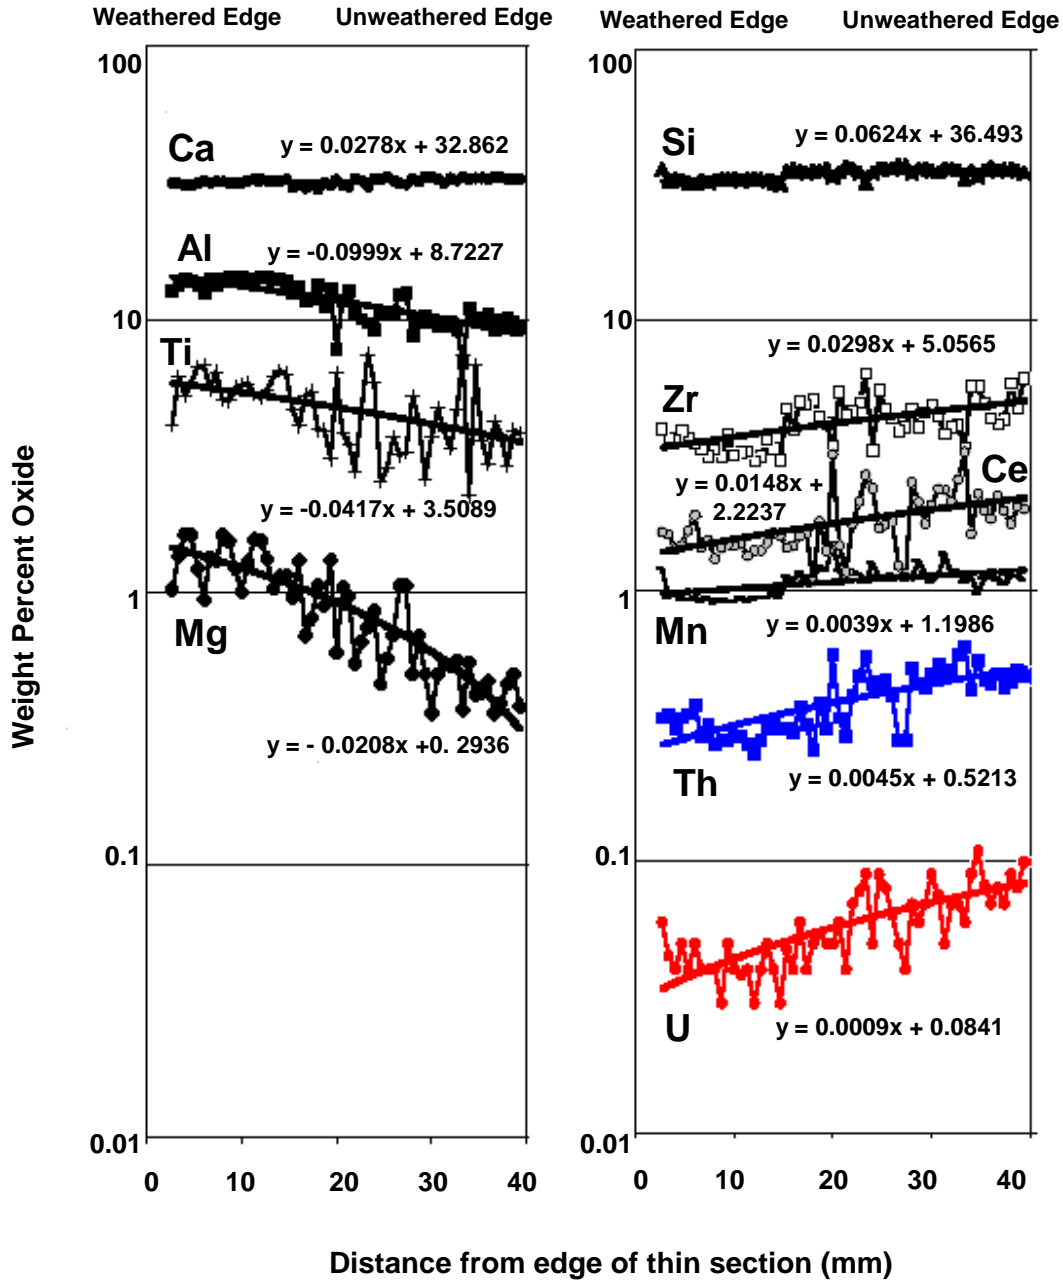 Weathered Edge Unweathered Edge
Weathered Edge Unweathered Edge
Weight Percent Oxide
100
10
1
0.1
0.01
Ca
y = 0.0278x + 32.862
Al
y = -0.0999x + 8.7227
Ti
y = -0.0417x + 3.5089
Mg
y = - 0.0208x +0. 2936
0 10 20 30 40
100
10
1
0.1
0.01
Si
y = 0.0624x + 36.493
y = 0.0298x + 5.0565
Zr
Ce
y = 0.0148x +
2.2237
Mn
y = 0.0039x + 1.1986
Th
y = 0.0045x + 0.5213
U
y = 0.0009x + 0.0841
0 10 20 30 40
Distance from edge of thin section (mm)